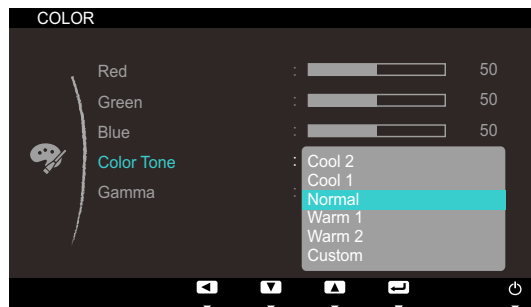 COLOR
Red : 50
Green : 50
Blue : 50
Color Tone : Cool 2
Cool 1
Gamma : Normal
Warm 1
Warm 2
Custom